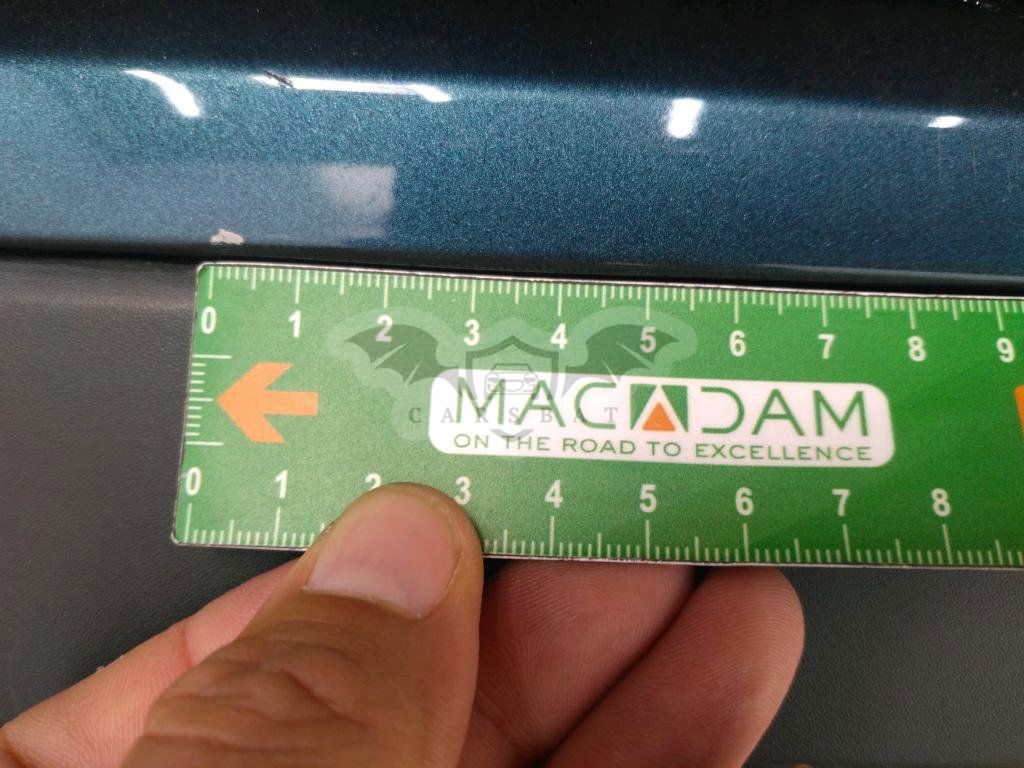 0 1 2 3 4 5 6 7 8 9
MACADAM
CARSBAT
ON THE ROAD TO EXCELLENCE
0 1 2 3 4 5 6 7 8